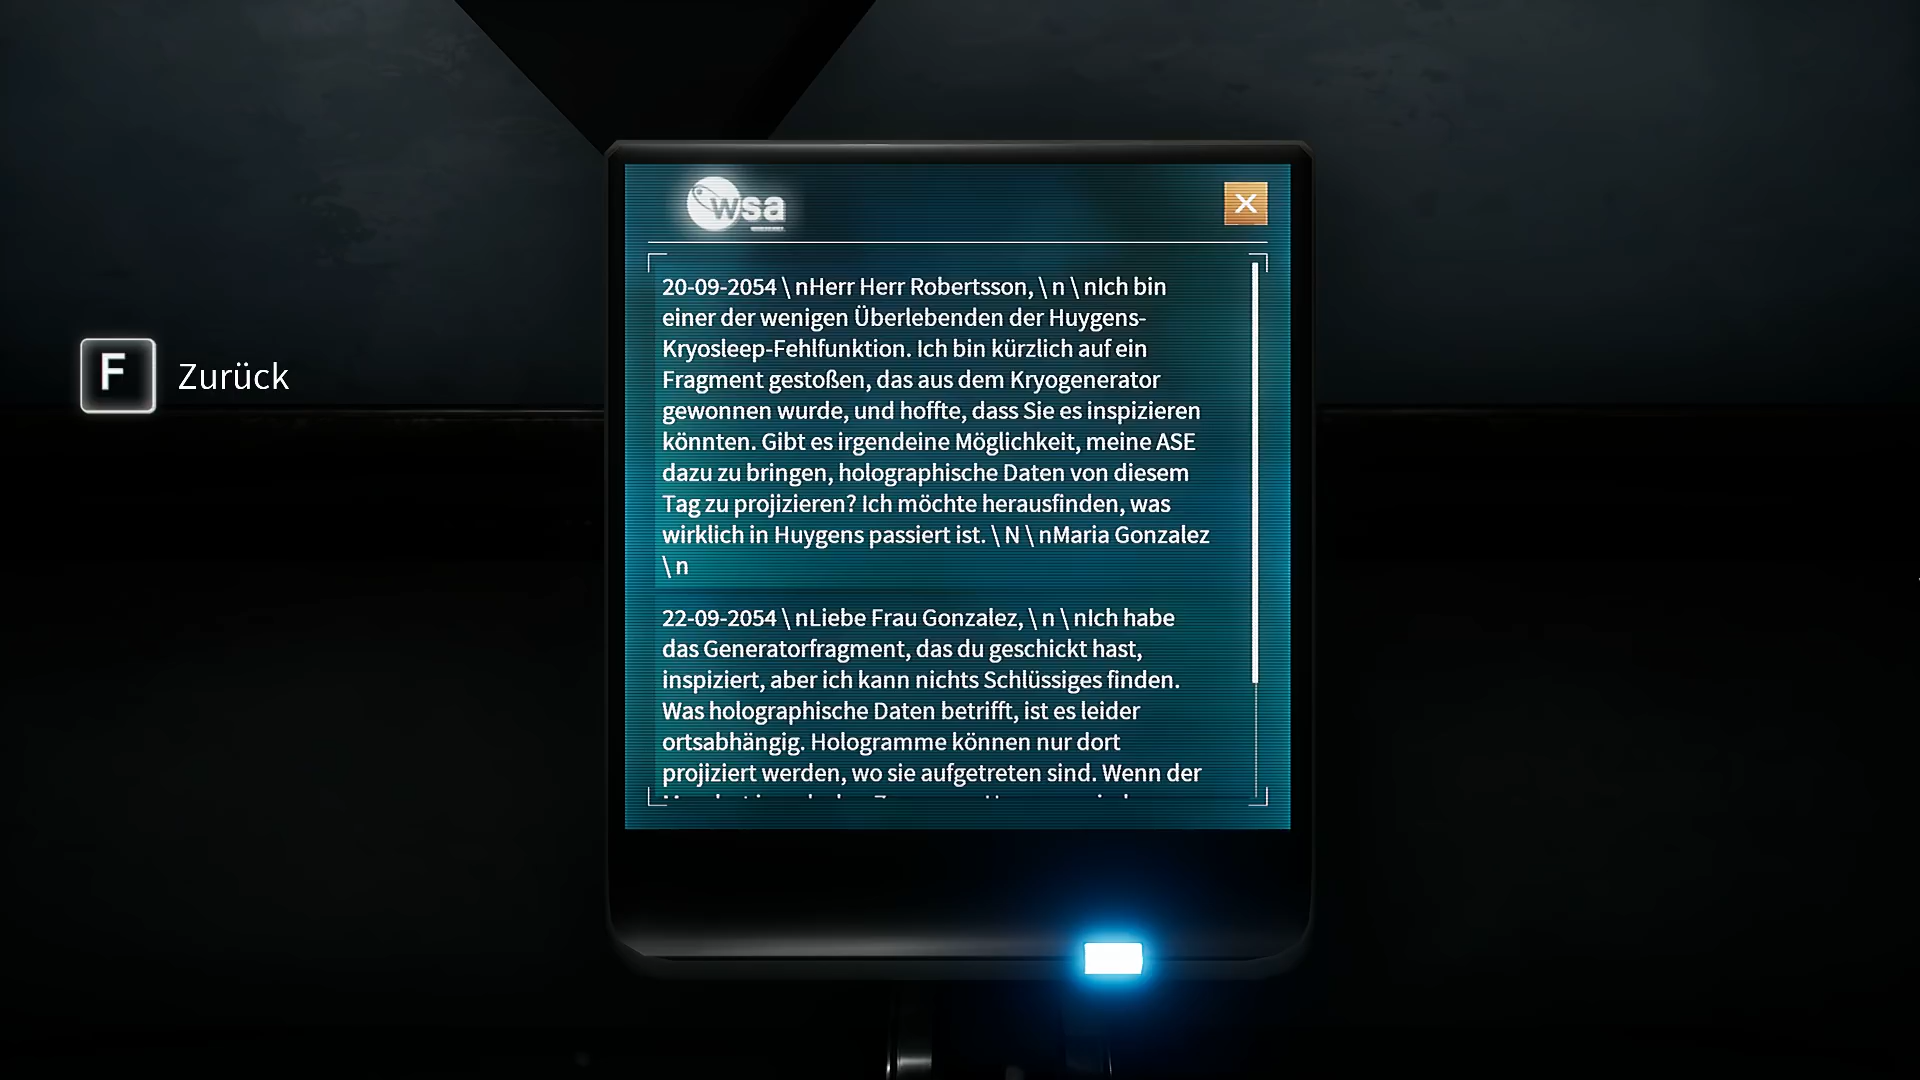 wsa
F
Zurück
20-09-2054 \ nHerr Herr Robertsson, \ n \ nIch bin
einer der wenigen Überlebenden der Huygens-
Kryosleep-Fehlfunktion. Ich bin kürzlich auf ein
Fragment gestoßen, das aus dem Kryogenerator
gewonnen wurde, und hoffte, dass Sie es inspizieren
könnten. Gibt es irgendeine Möglichkeit, meine ASE
dazu zu bringen, holographische Daten von diesem
Tag zu projizieren? Ich möchte herausfinden, was
wirklich in Huygens passiert ist. \ N \ nMaria Gonzalez
\ n
22-09-2054 \ nLiebe Frau Gonzalez, \ n \ nIch habe
das Generatorfragment, das du geschickt hast,
inspiziert, aber ich kann nichts Schlüssiges finden.
Was holographische Daten betrifft, ist es leider
ortsabhängig. Hologramme können nur dort
projiziert werden, wo sie aufgetreten sind. Wenn der